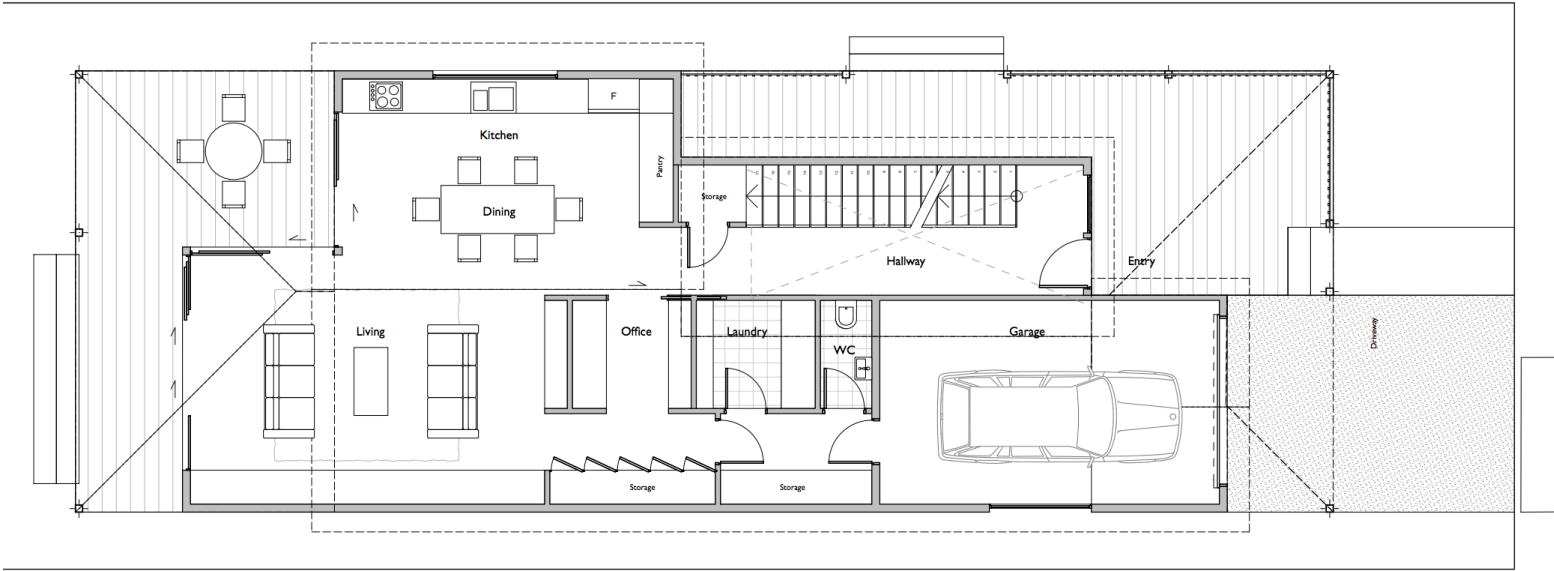 F
Kitchen
Pantry
Storage
Dining
Hallway
Entry
Living
Office
Laundry
WC
Garage
Driveway
Storage
Storage